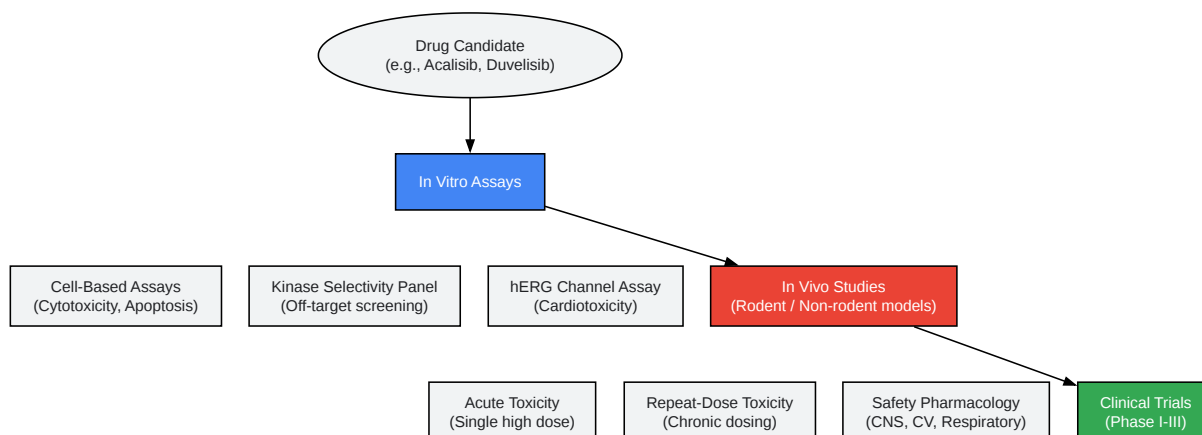 Drug Candidate
(e.g., Acalisib, Duvelisib)
In Vitro Assays
Cell-Based Assays
(Cytotoxicity, Apoptosis)
Kinase Selectivity Panel
(Off-target screening)
hERG Channel Assay
(Cardiotoxicity)
In Vivo Studies
(Rodent / Non-rodent models)
Acute Toxicity
(Single high dose)
Repeat-Dose Toxicity
(Chronic dosing)
Safety Pharmacology
(CNS, CV, Respiratory)
Clinical Trials
(Phase I-III)